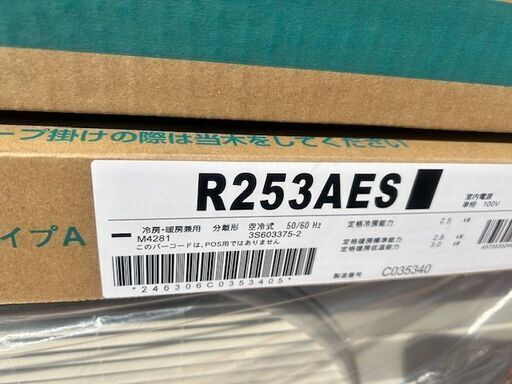 ープ掛けの際は当木をしてください
イプA
R253AES
室内電源
単相 100V
冷房・暖房兼用 分離形 空冷式 50/60 Hz
M4281 3S603375-2
このバーコードは、POS用ではありません
定格冷房能力 2.5 kW
定格暖房標準能力 2.8 kW
定格暖房低温能力 3.0 kW
製造番号 C035340
*246306C0353405*